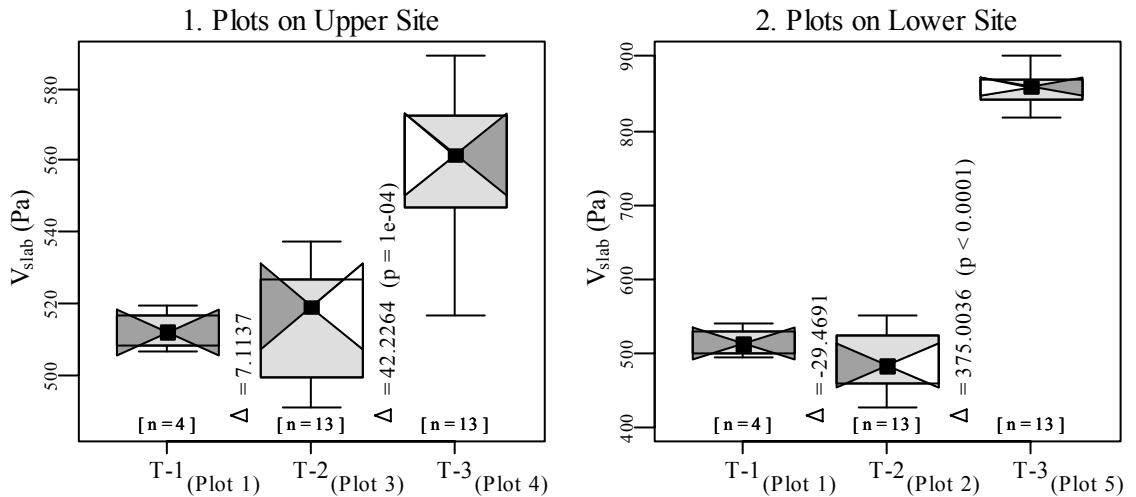 1. Plots on Upper Site
V_slab (Pa)
580
560
540
520
500
Δ = 7.1137
Δ = 42.2264 (p = 1e-04)
[ n = 4 ] [ n = 13 ] [ n = 13 ]
T-1 (Plot 1) T-2 (Plot 3) T-3 (Plot 4)
2. Plots on Lower Site
V_slab (Pa)
900
800
700
600
500
400
Δ = -29.4691
Δ = 375.0036 (p < 0.0001)
[ n = 4 ] [ n = 13 ] [ n = 13 ]
T-1 (Plot 1) T-2 (Plot 2) T-3 (Plot 5)